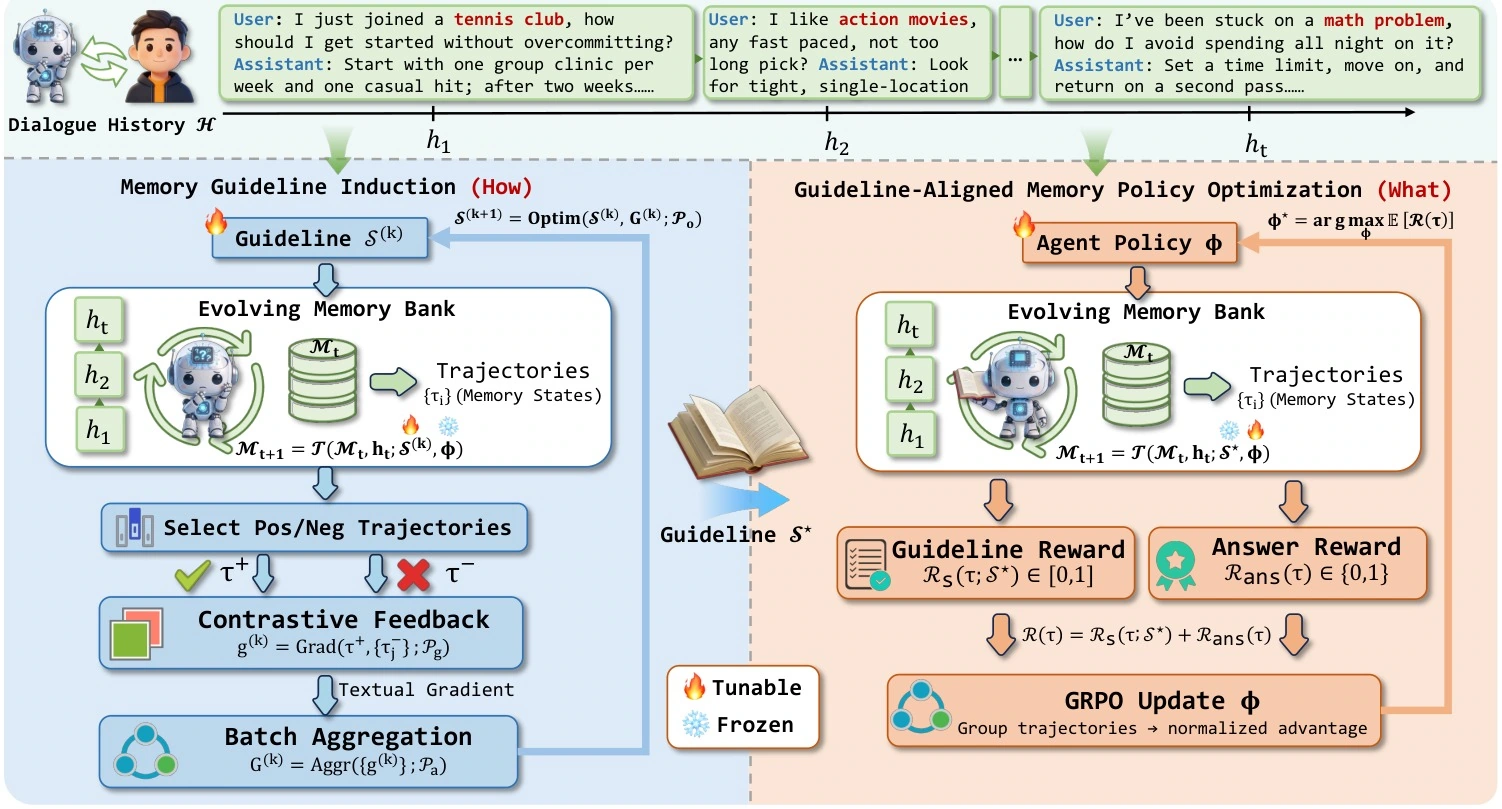 User: I just joined a tennis club, how
should I get started without overcommitting?
Assistant: Start with one group clinic per
week and one casual hit; after two weeks……
User: I like action movies,
any fast paced, not too
long pick? Assistant: Look
for tight, single-location
...
User: I’ve been stuck on a math problem,
how do I avoid spending all night on it?
Assistant: Set a time limit, move on, and
return on a second pass……
Dialogue History ℋ
h₁
h₂
hₜ
Memory Guideline Induction (How)
𝒮⁽ᵏ⁺¹⁾ = Optim(𝒮⁽ᵏ⁾, G⁽ᵏ⁾; 𝒫ₒ)
Guideline 𝒮⁽ᵏ⁾
Evolving Memory Bank
hₜ
h₂
h₁
ℳₜ
Trajectories
{τᵢ} (Memory States)
ℳₜ₊₁ = 𝒯(ℳₜ, hₜ; 𝒮⁽ᵏ⁾, ϕ)
Select Pos/Neg Trajectories
τ⁺
τ⁻
Contrastive Feedback
g⁽ᵏ⁾ = Grad(τ⁺, {τⱼ⁻}; 𝒫_g)
Textual Gradient
Batch Aggregation
G⁽ᵏ⁾ = Aggr({g⁽ᵏ⁾}; 𝒫ₐ)
Guideline 𝒮⋆
Tunable
Frozen
Guideline-Aligned Memory Policy Optimization (What)
ϕ⋆ = arg max_ϕ 𝔼 [ℛ(τ)]
Agent Policy ϕ
Evolving Memory Bank
hₜ
h₂
h₁
ℳₜ
Trajectories
{τᵢ} (Memory States)
ℳₜ₊₁ = 𝒯(ℳₜ, hₜ; 𝒮⋆, ϕ)
Guideline Reward
ℛₛ(τ; 𝒮⋆) ∈ [0,1]
Answer Reward
ℛₐₙₛ(τ) ∈ {0,1}
ℛ(τ) = ℛₛ(τ; 𝒮⋆) + ℛₐₙₛ(τ)
GRPO Update ϕ
Group trajectories → normalized advantage